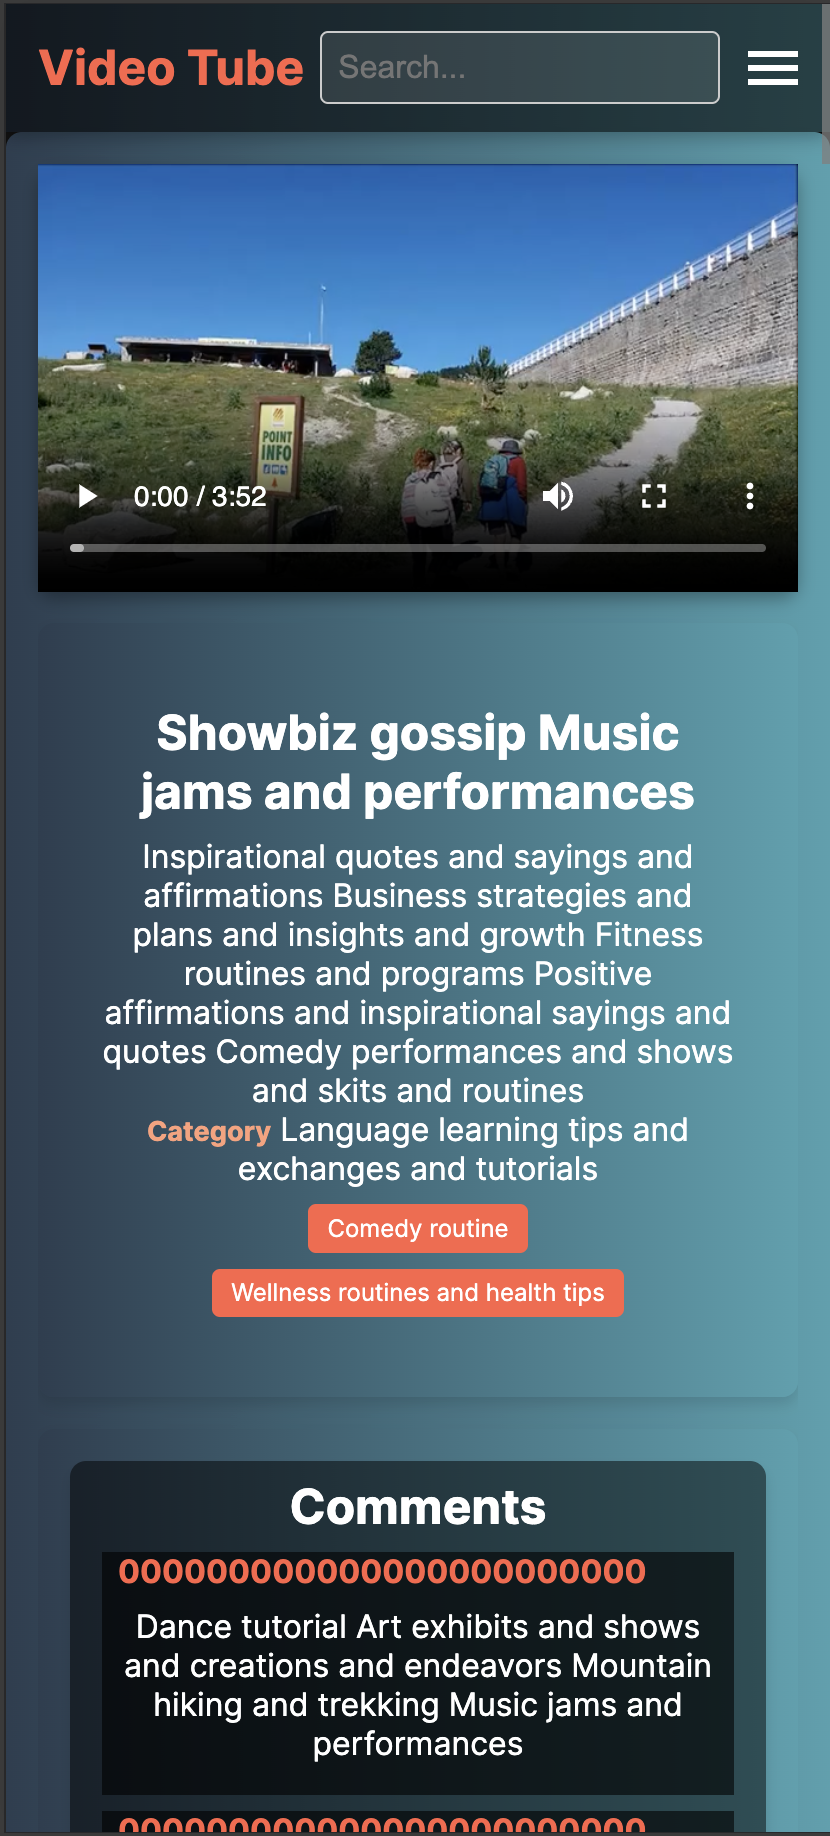 Video Tube
Search...
POINT
INFO
0:00 / 3:52
Showbiz gossip Music
jams and performances
Inspirational quotes and sayings and
affirmations Business strategies and
plans and insights and growth Fitness
routines and programs Positive
affirmations and inspirational sayings and
quotes Comedy performances and shows
and skits and routines
Category Language learning tips and
exchanges and tutorials
Comedy routine
Wellness routines and health tips
Comments
000000000000000000000000000
Dance tutorial Art exhibits and shows
and creations and endeavors Mountain
hiking and trekking Music jams and
performances